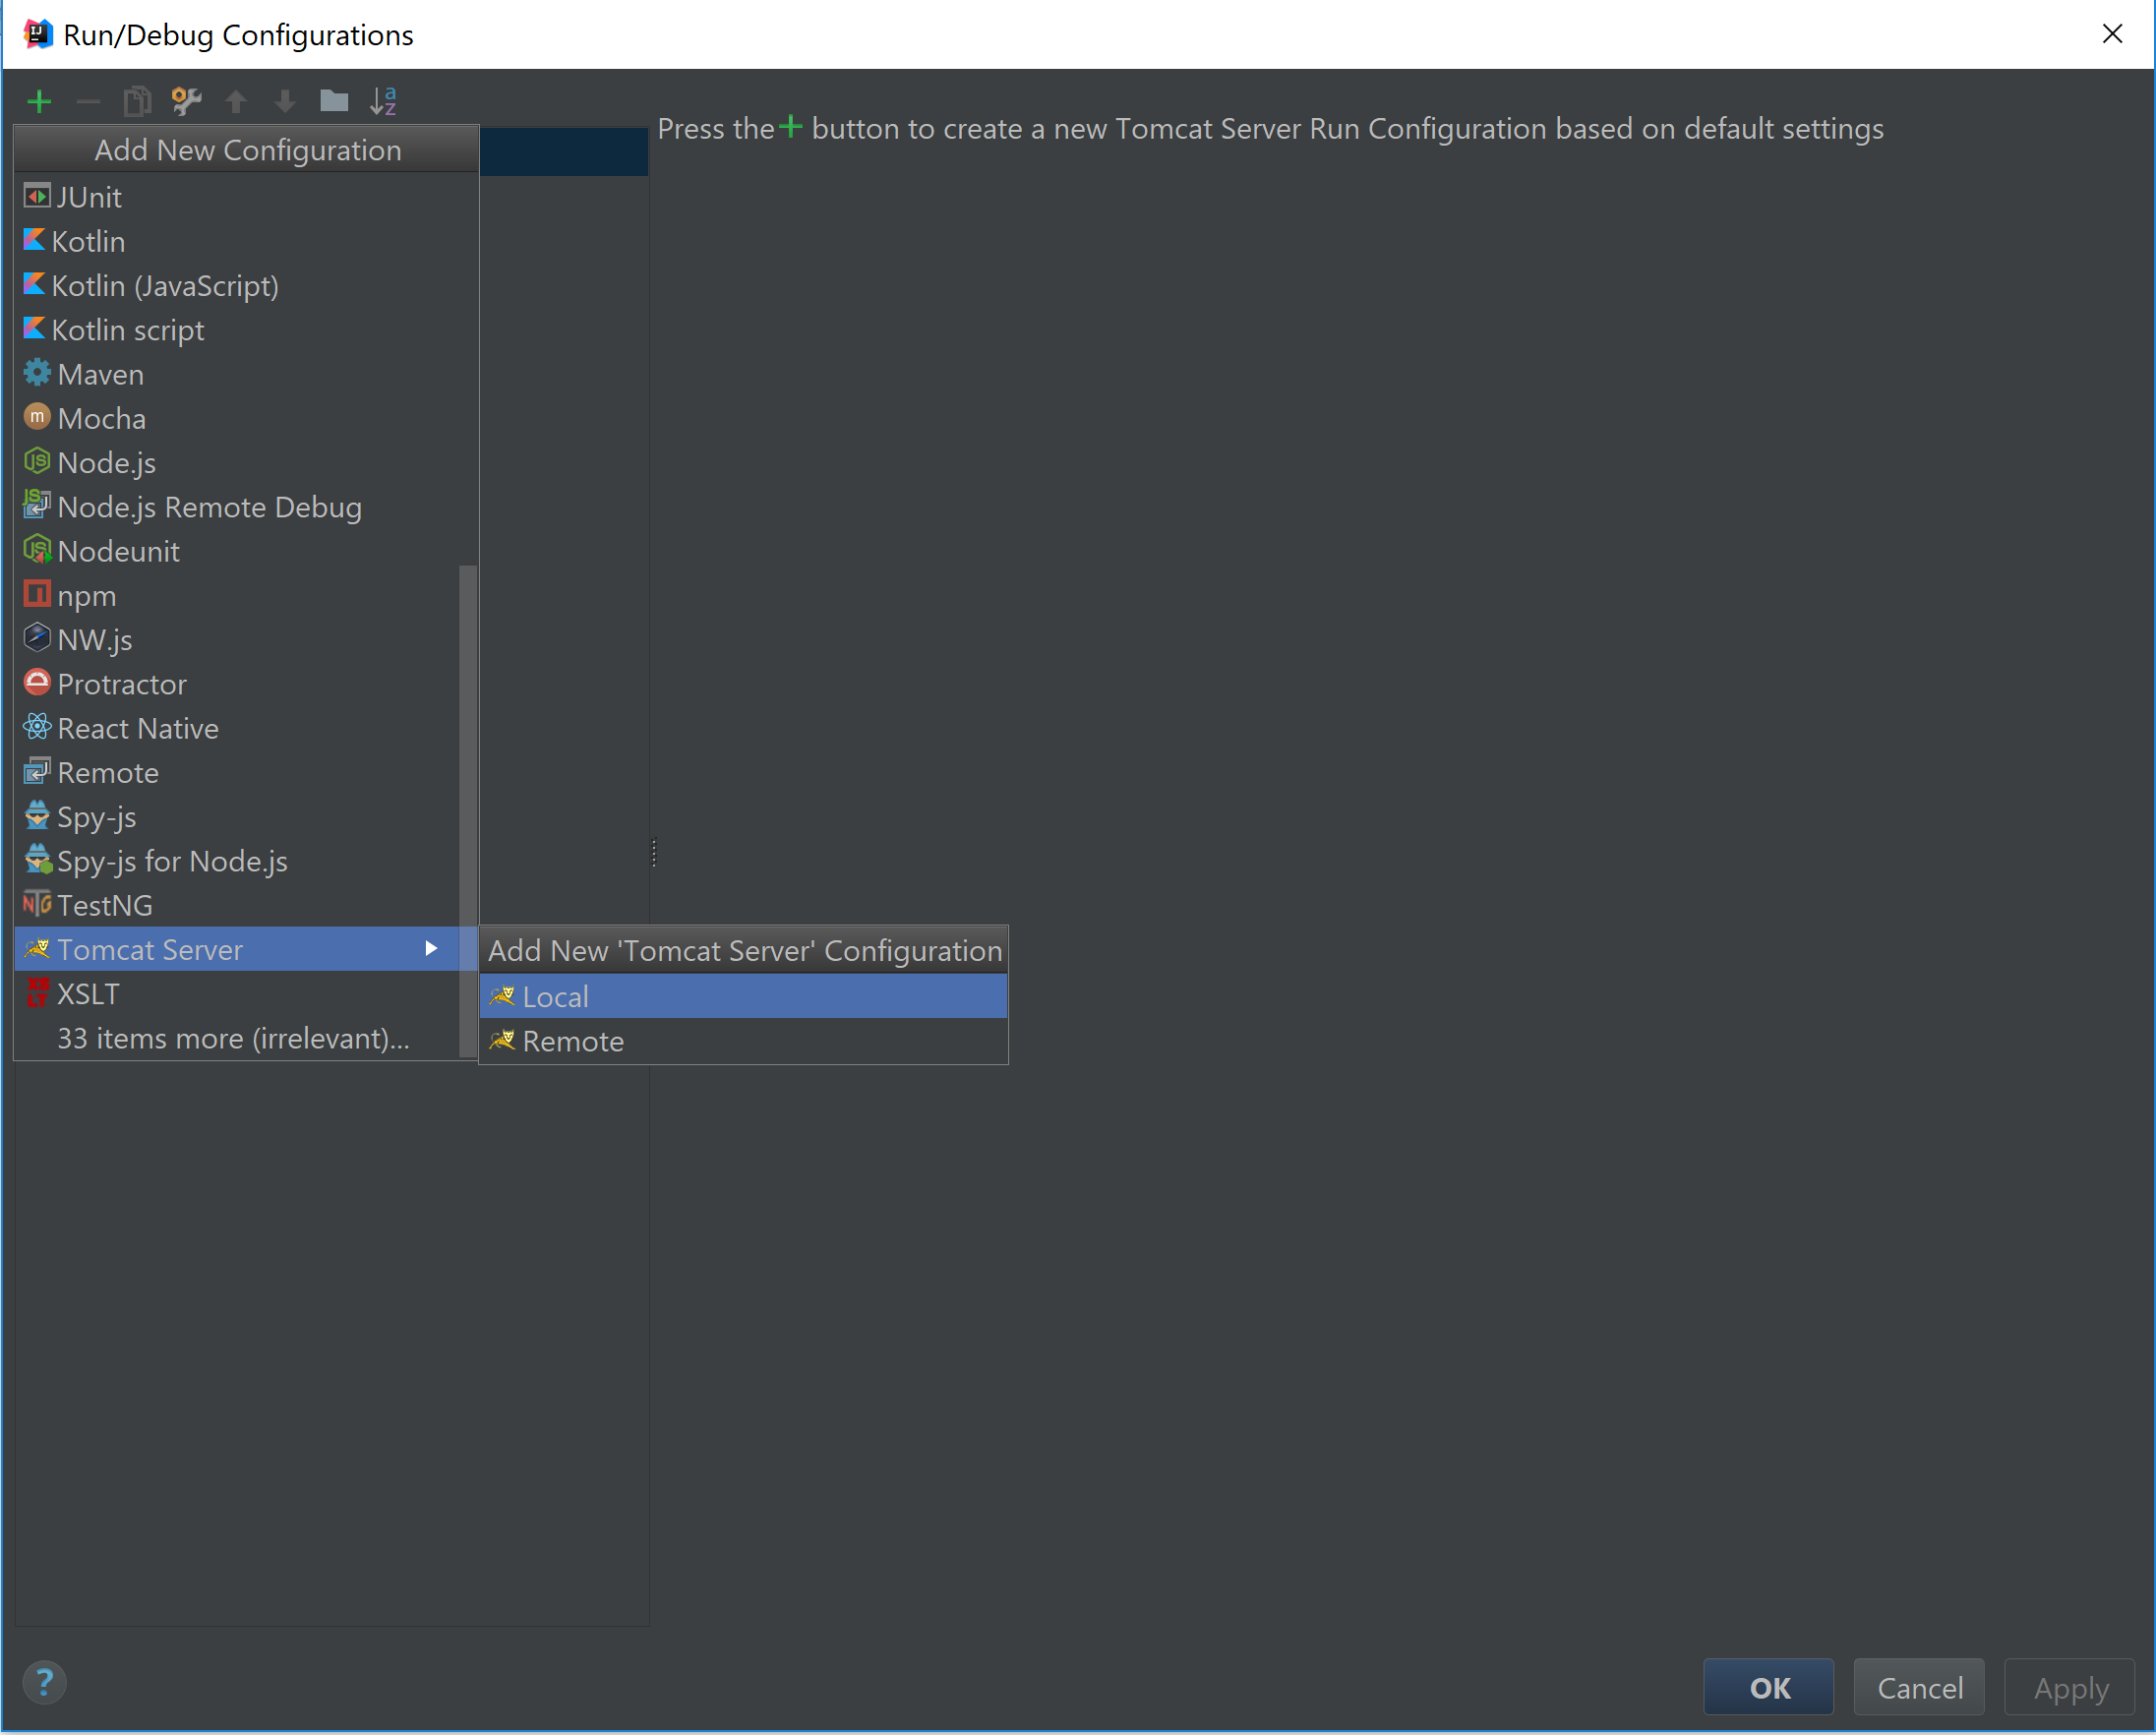 Run/Debug Configurations
Press the + button to create a new Tomcat Server Run Configuration based on default settings
Add New Configuration
JUnit
Kotlin
Kotlin (JavaScript)
Kotlin script
Maven
Mocha
Node.js
Node.js Remote Debug
Nodeunit
npm
NW.js
Protractor
React Native
Remote
Spy-js
Spy-js for Node.js
TestNG
Tomcat Server
XSLT
33 items more (irrelevant)...
Add New 'Tomcat Server' Configuration
Local
Remote
? OK Cancel Apply